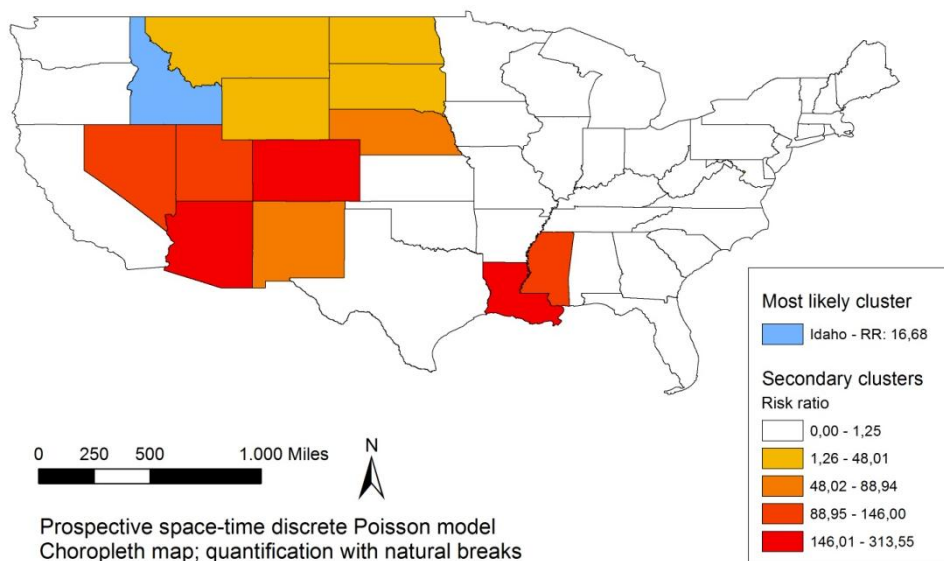 Most likely cluster
Idaho - RR: 16,68
Secondary clusters
Risk ratio
0,00 - 1,25
1,26 - 48,01
48,02 - 88,94
88,95 - 146,00
146,01 - 313,55
0 250 500 1.000 Miles
N
Prospective space-time discrete Poisson model
Choropleth map; quantification with natural breaks